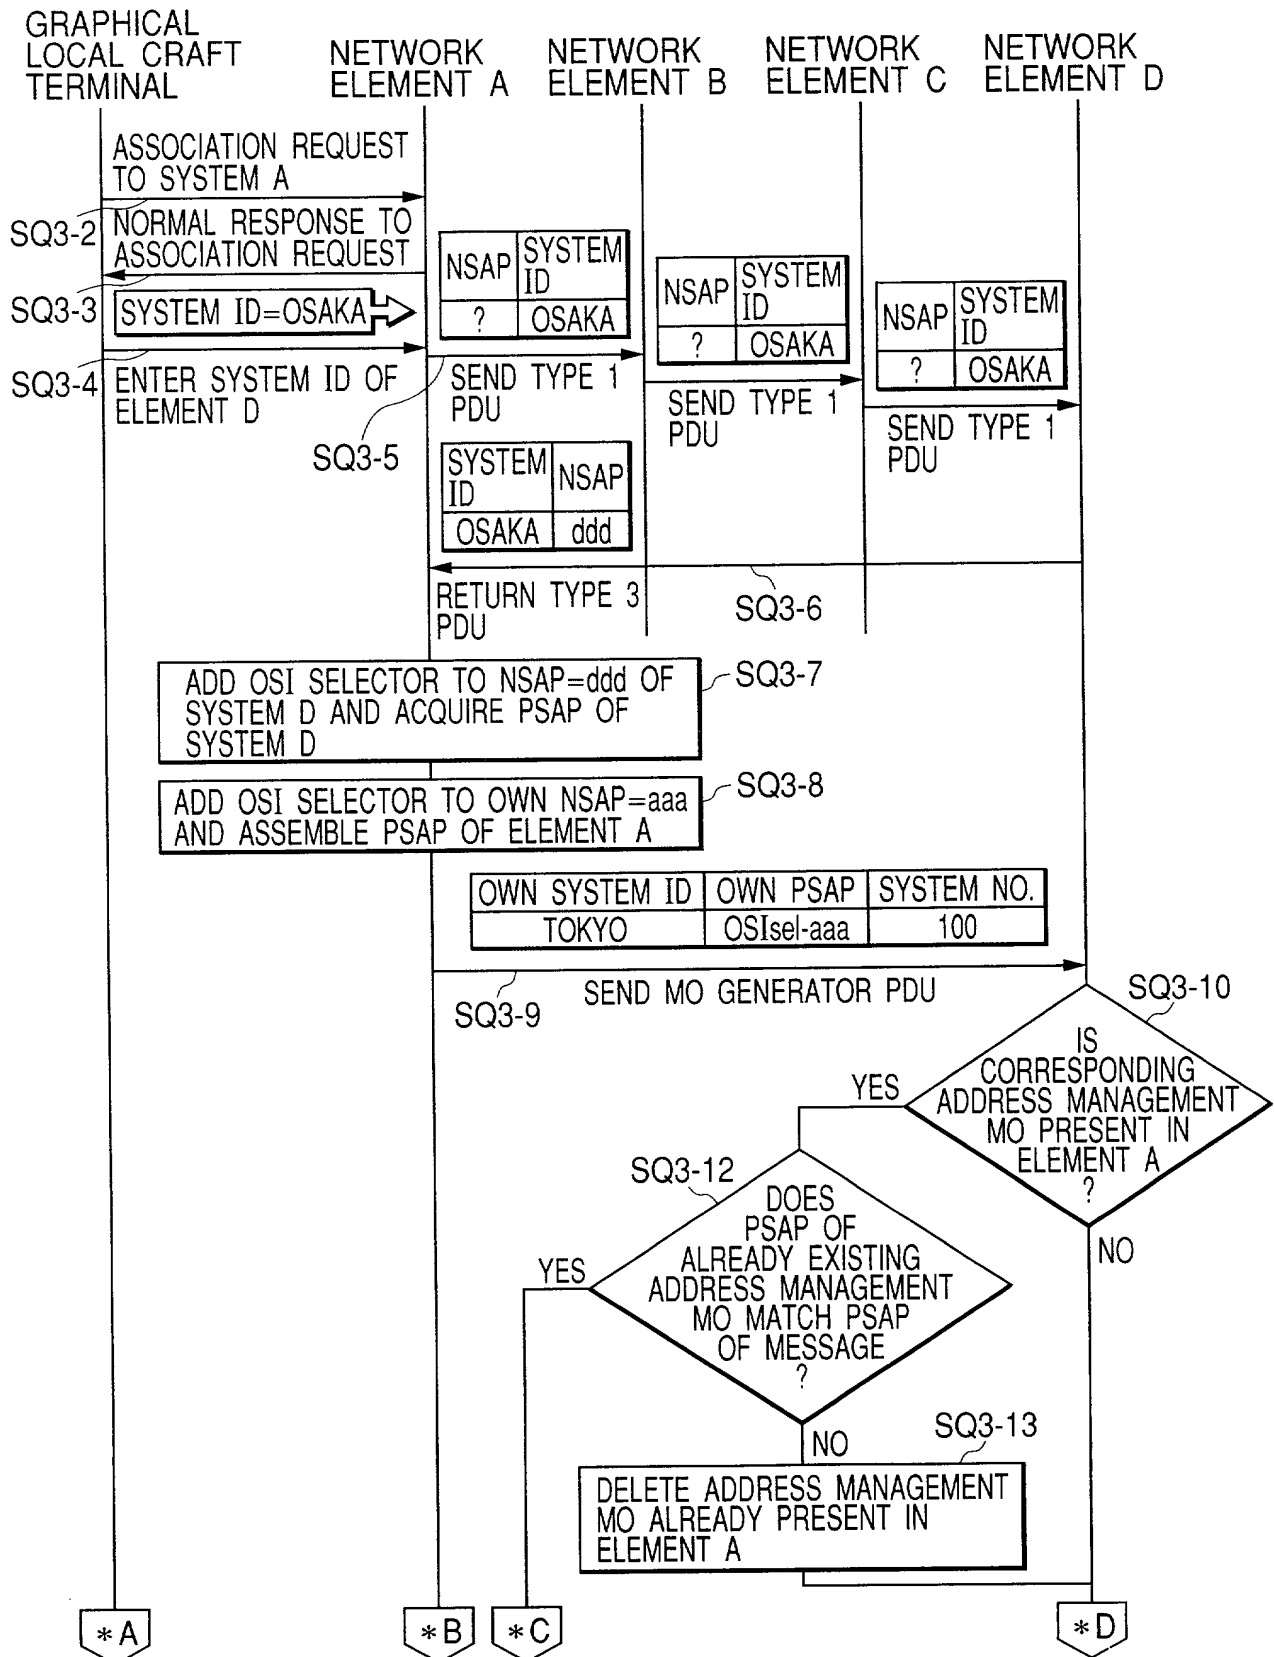 GRAPHICAL
LOCAL CRAFT
TERMINAL
NETWORK
ELEMENT A
NETWORK
ELEMENT B
NETWORK
ELEMENT C
NETWORK
ELEMENT D
ASSOCIATION REQUEST
TO SYSTEM A
SQ3-2
NORMAL RESPONSE TO
ASSOCIATION REQUEST
SQ3-3
SYSTEM ID=OSAKA
SQ3-4
ENTER SYSTEM ID OF
ELEMENT D
NSAP SYSTEM
ID
? OSAKA
SEND TYPE 1
PDU
SQ3-5
NSAP SYSTEM
ID
? OSAKA
SEND TYPE 1
PDU
NSAP SYSTEM
ID
? OSAKA
SEND TYPE 1
PDU
SYSTEM
ID NSAP
OSAKA ddd
RETURN TYPE 3
PDU
SQ3-6
ADD OSI SELECTOR TO NSAP=ddd OF
SYSTEM D AND ACQUIRE PSAP OF
SYSTEM D
SQ3-7
ADD OSI SELECTOR TO OWN NSAP=aaa
AND ASSEMBLE PSAP OF ELEMENT A
SQ3-8
OWN SYSTEM ID OWN PSAP SYSTEM NO.
TOKYO OSIsel-aaa 100
SEND MO GENERATOR PDU
SQ3-9
SQ3-10
IS
CORRESPONDING
ADDRESS MANAGEMENT
MO PRESENT IN
ELEMENT A
?
YES
NO
SQ3-12
DOES
PSAP OF
ALREADY EXISTING
ADDRESS MANAGEMENT
MO MATCH PSAP
OF MESSAGE
?
YES
NO
SQ3-13
DELETE ADDRESS MANAGEMENT
MO ALREADY PRESENT IN
ELEMENT A
*A
*B
*C
*D